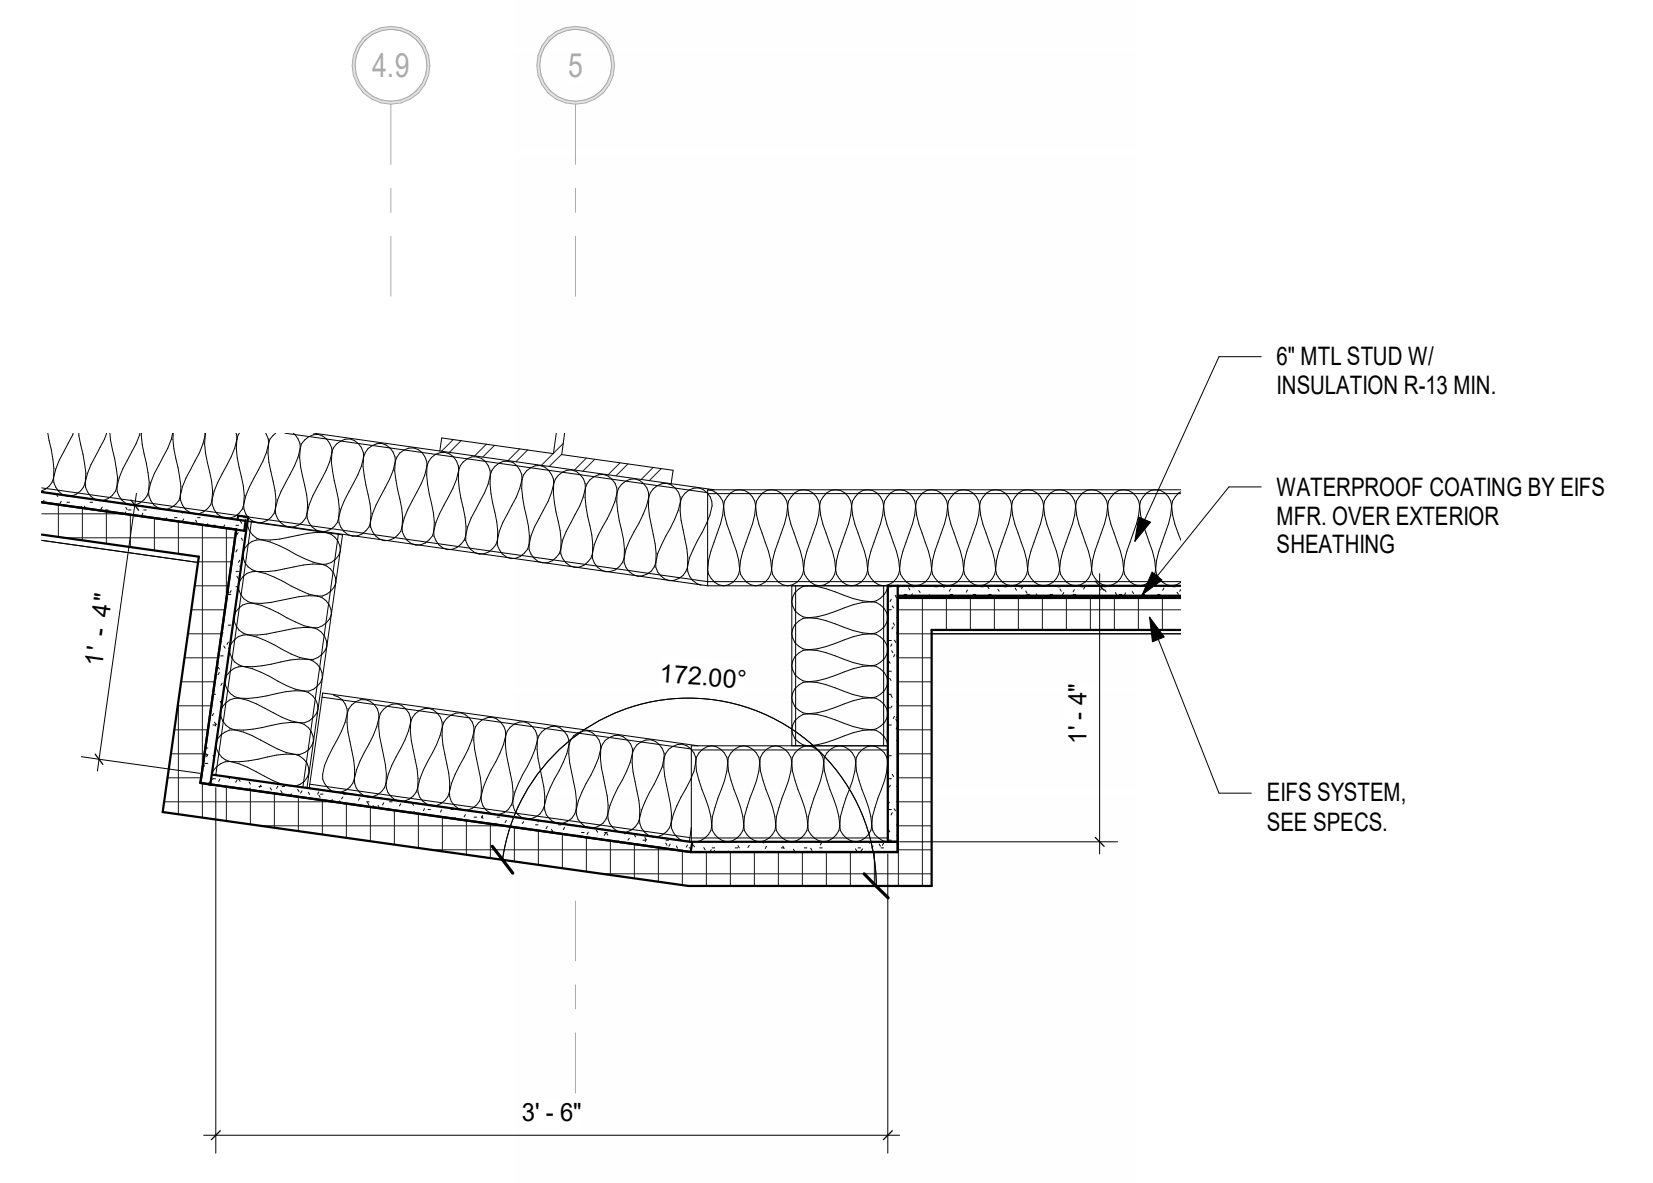 4.9
5
6" MTL STUD W/
INSULATION R-13 MIN.
WATERPROOF COATING BY EIFS
MFR. OVER EXTERIOR
SHEATHING
1' - 4"
172.00°
1' - 4"
EIFS SYSTEM,
SEE SPECS.
3' - 6"